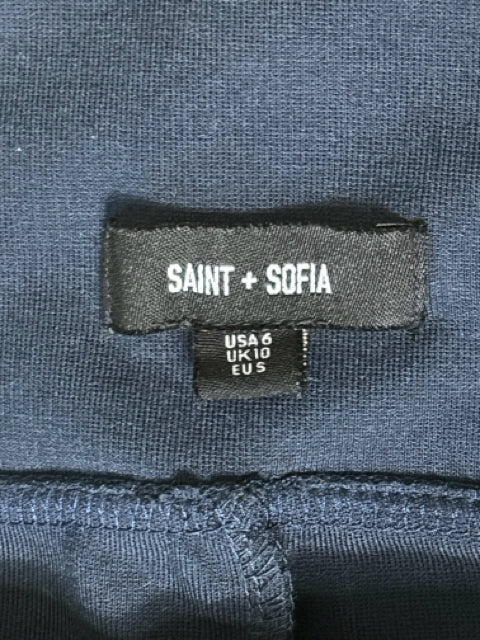 SAINT + SOFIA
USA 6
UK 10
EU S